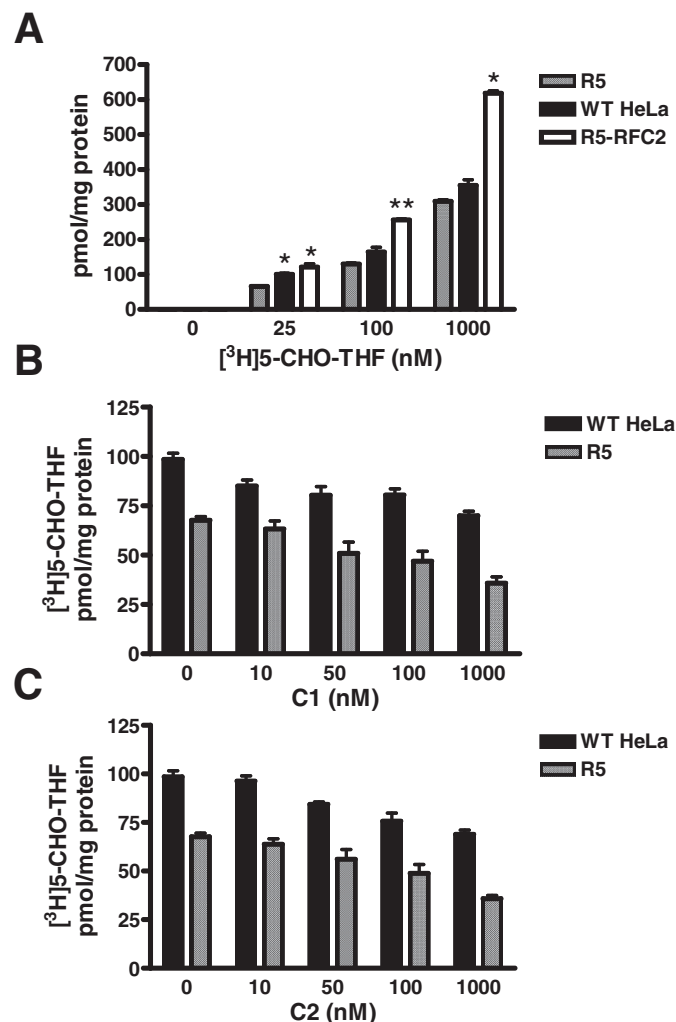 A
700
600
500
400
300
200
100
0
pmol/mg protein
* *
**
*
0 25 100 1000
[³H]5-CHO-THF (nM)
R5
WT HeLa
R5-RFC2
B
125
100
75
50
25
0
[³H]5-CHO-THF
pmol/mg protein
0 10 50 100 1000
C1 (nM)
WT HeLa
R5
C
125
100
75
50
25
0
[³H]5-CHO-THF
pmol/mg protein
0 10 50 100 1000
C2 (nM)
WT HeLa
R5